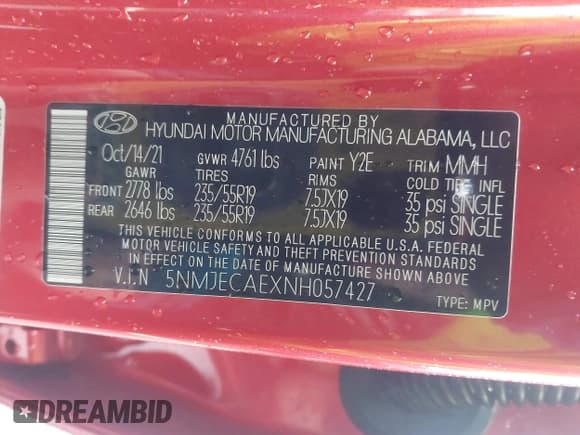 MANUFACTURED BY
HYUNDAI MOTOR MANUFACTURING ALABAMA, LLC
Oct/14/21 GVWR 4761 lbs PAINT Y2E TRIM MMH
GAWR TIRES RIMS COLD TIRE INFL
FRONT 2778 lbs 235/55R19 7.5JX19 35 psi SINGLE
REAR 2646 lbs 235/55R19 7.5JX19 35 psi SINGLE
THIS VEHICLE CONFORMS TO ALL APPLICABLE U.S.A. FEDERAL
MOTOR VEHICLE SAFETY AND THEFT PREVENTION STANDARDS
IN EFFECT ON THE DATE OF MANUFACTURE SHOWN ABOVE
V.I.N 5NMJECAEXNH057427
TYPE: MPV
DREAMBID